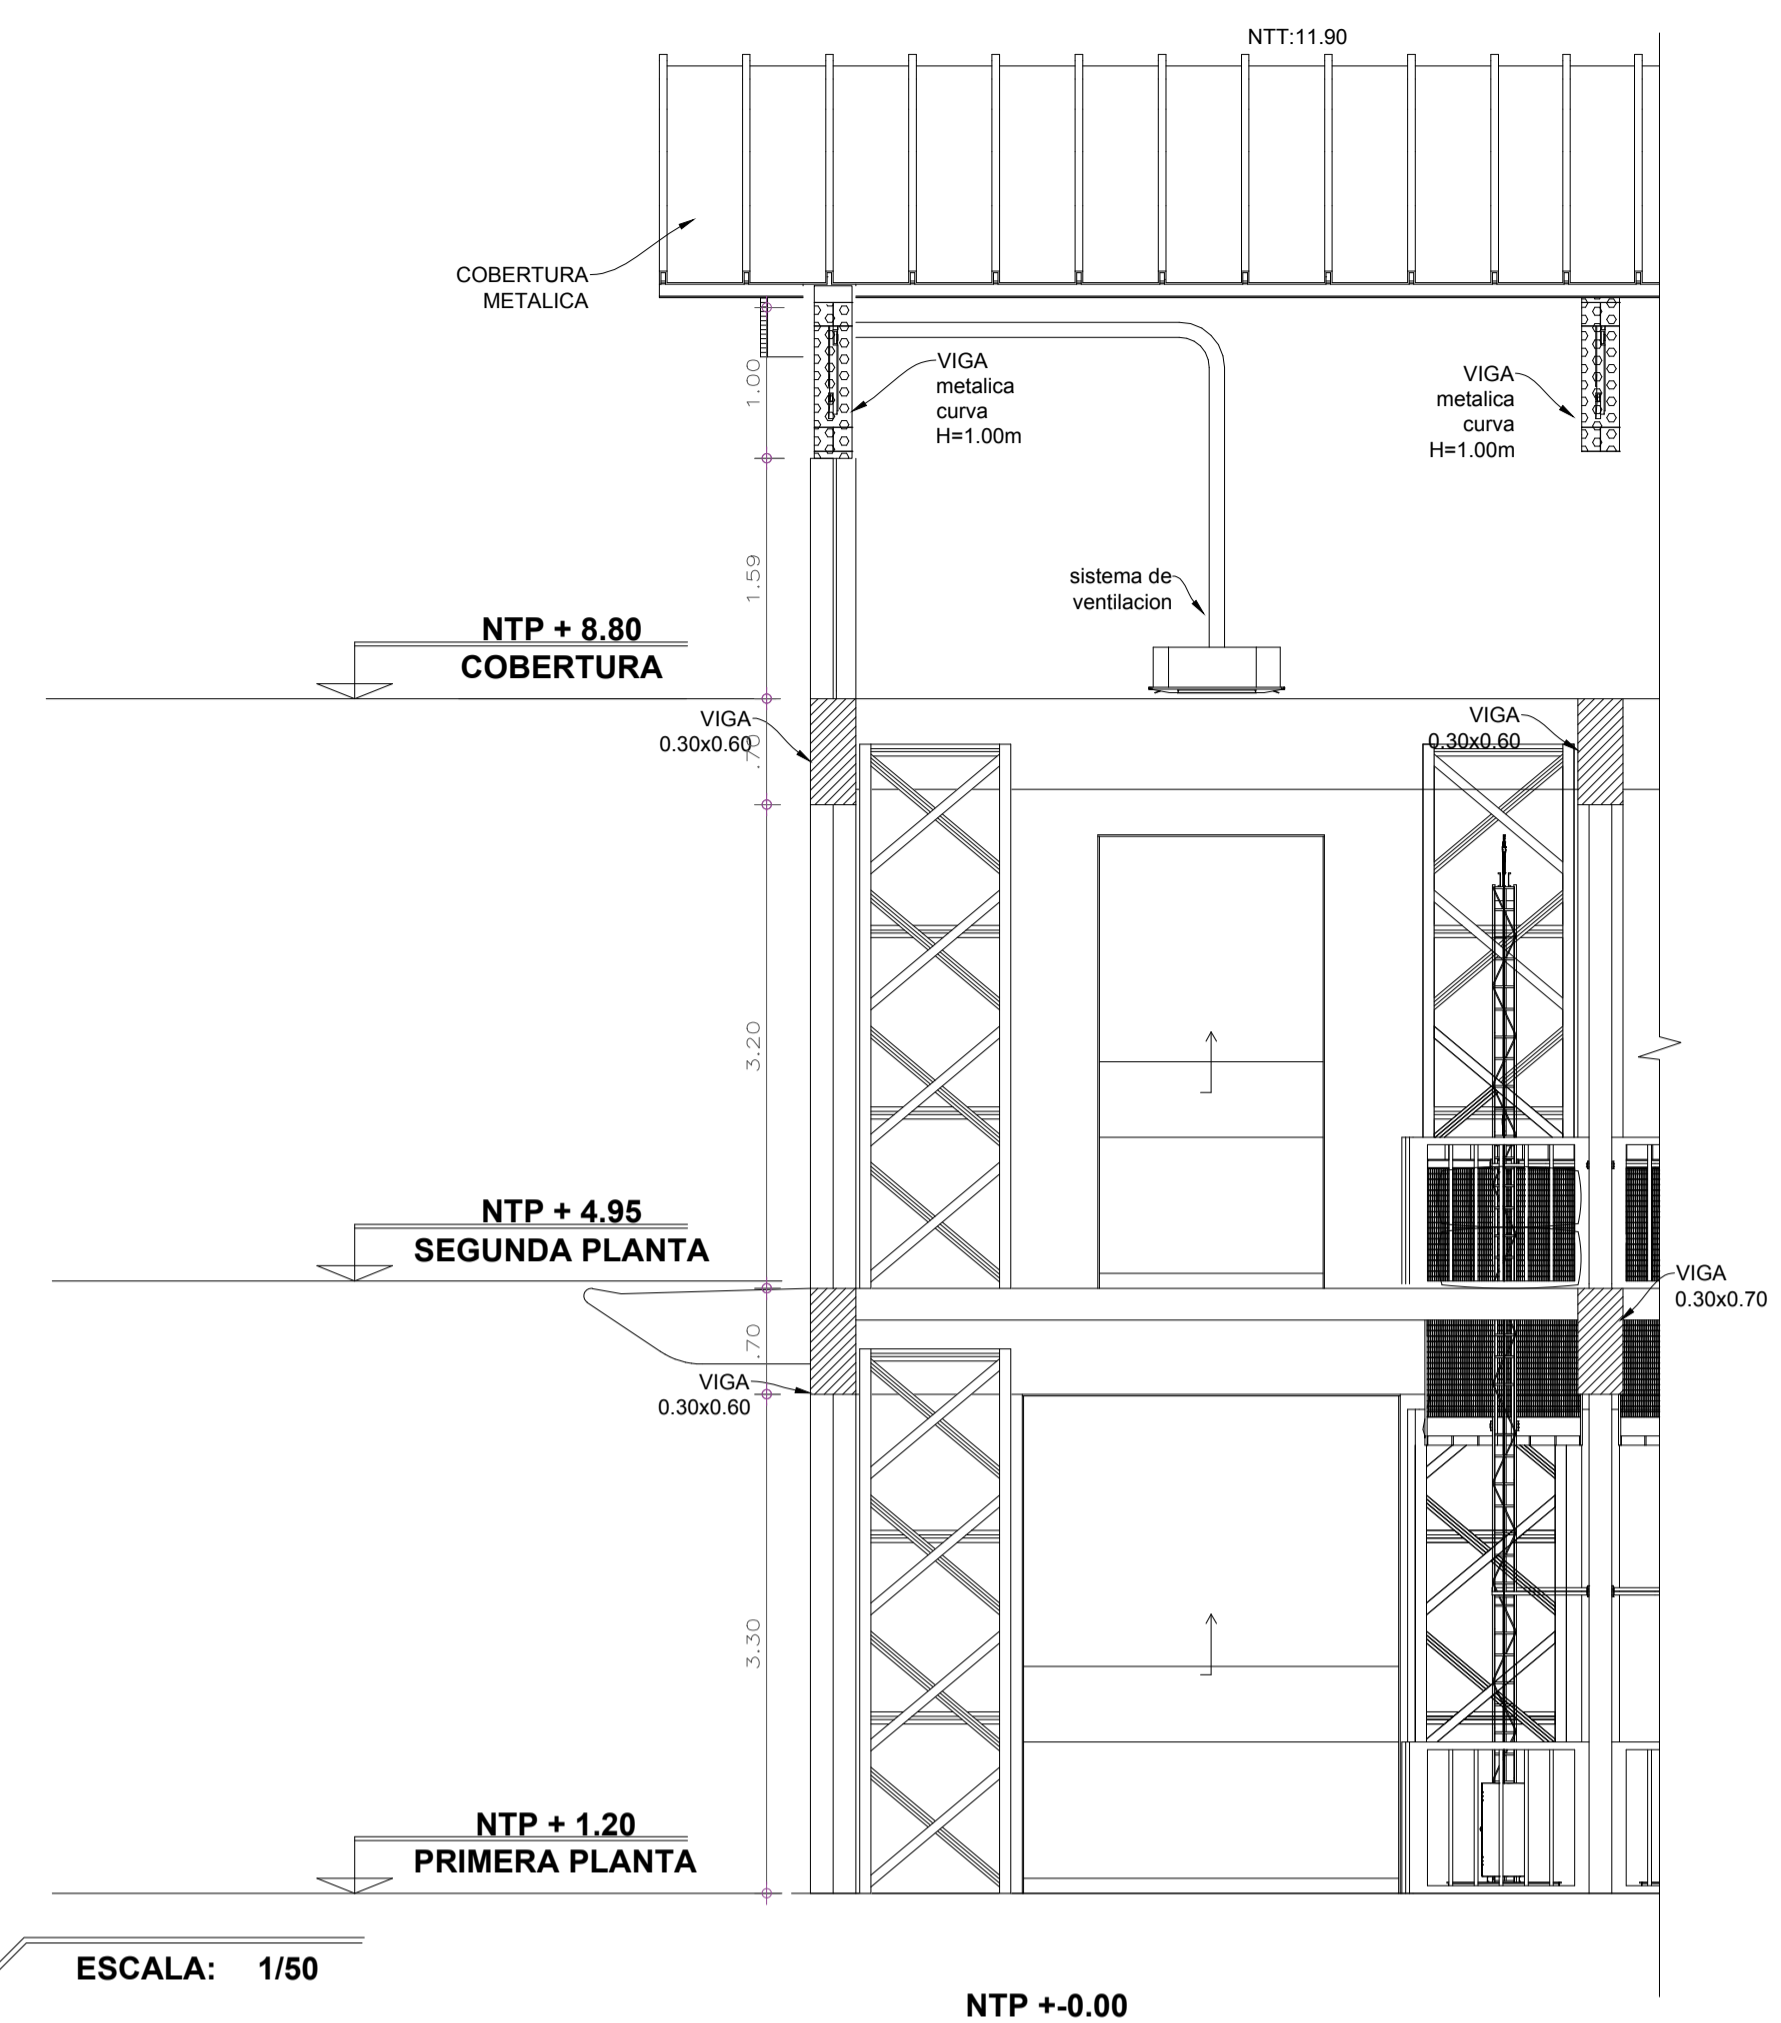 NTT:11.90
COBERTURA
METALICA
VIGA
metalica
curva
H=1.00m
VIGA
metalica
curva
H=1.00m
1.00
1.59
sistema de
ventilacion
NTP + 8.80
COBERTURA
VIGA
0.30x0.60
.70
VIGA
0.30x0.60
3.20
NTP + 4.95
SEGUNDA PLANTA
VIGA
0.30x0.70
.70
VIGA
0.30x0.60
3.30
NTP + 1.20
PRIMERA PLANTA
ESCALA: 1/50
NTP +-0.00